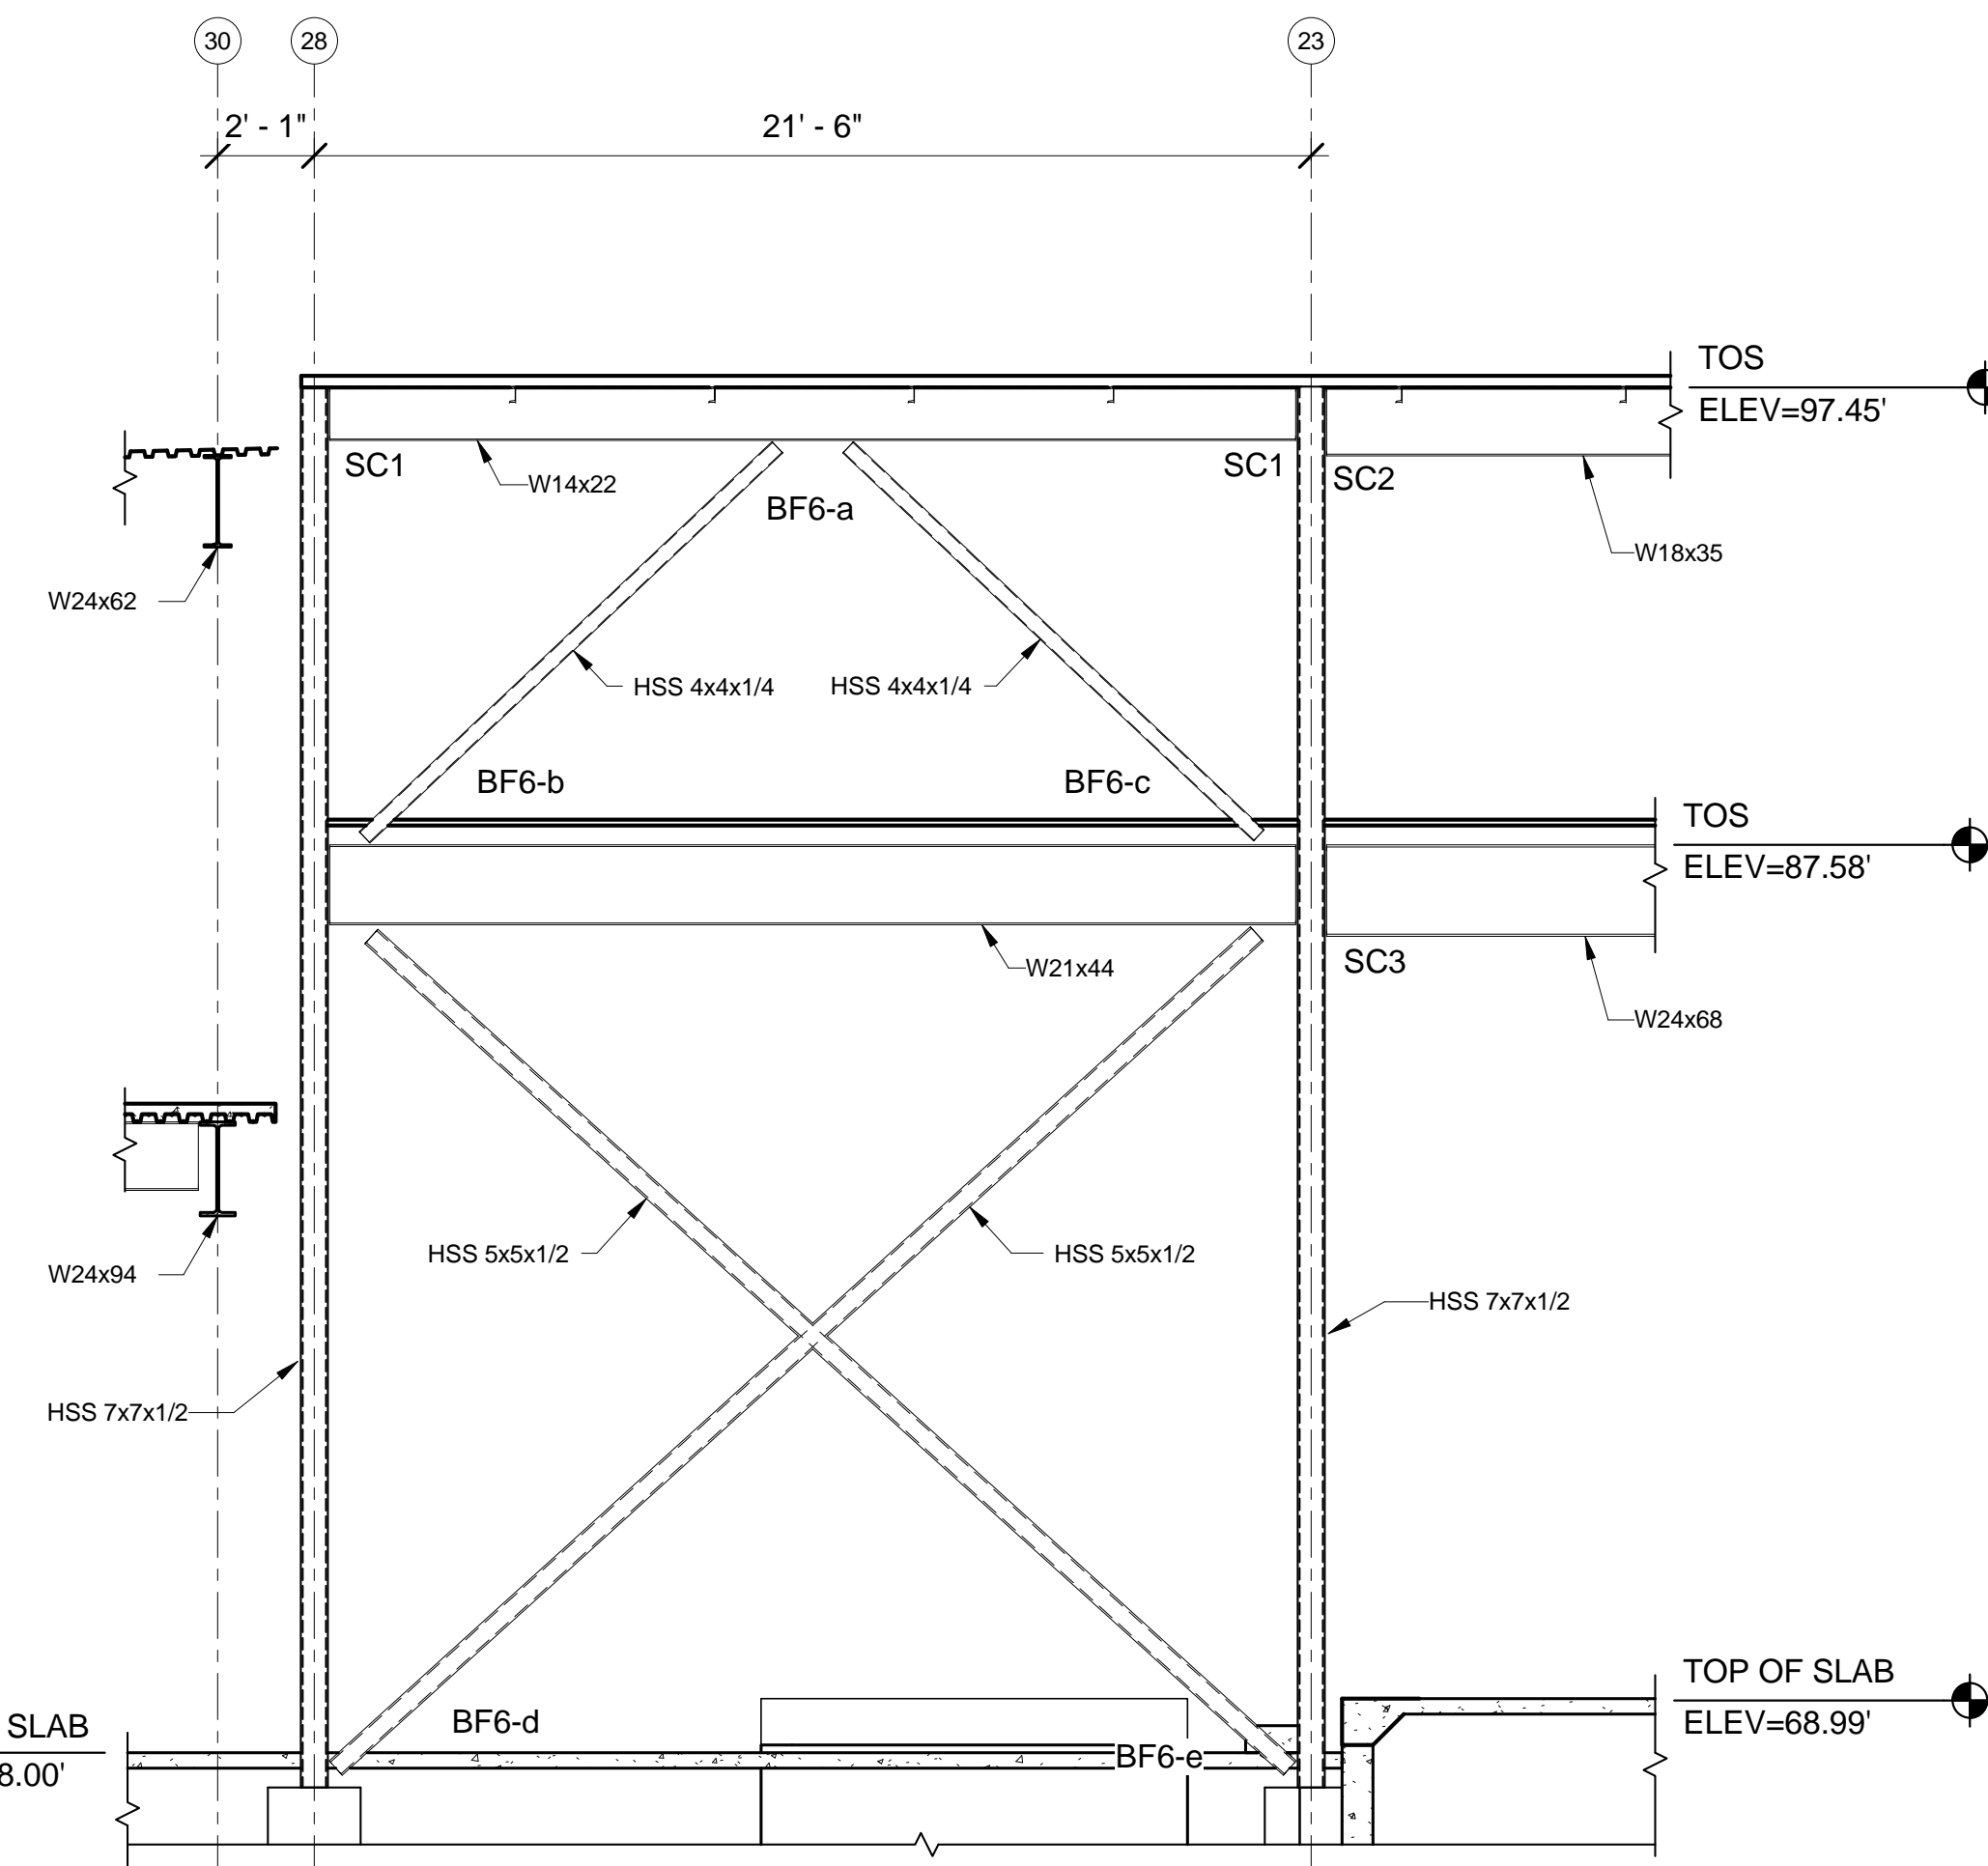 30
28
23
2' - 1"
21' - 6"
TOS
ELEV=97.45'
SC1
SC1
SC2
W14x22
BF6-a
W18x35
W24x62
HSS 4x4x1/4
HSS 4x4x1/4
BF6-b
BF6-c
TOS
ELEV=87.58'
W21x44
SC3
W24x68
HSS 5x5x1/2
HSS 5x5x1/2
W24x94
HSS 7x7x1/2
HSS 7x7x1/2
TOP OF SLAB
ELEV=68.99'
BF6-d
SLAB
8.00'
BF6-e